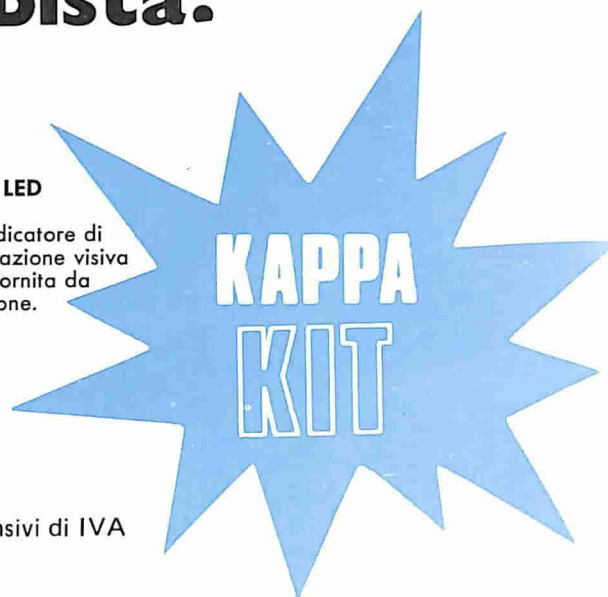 Bista.
LED
dicatore di
azione visiva
ornita da
one.
KAPPA
KIT
nsivi di IVA